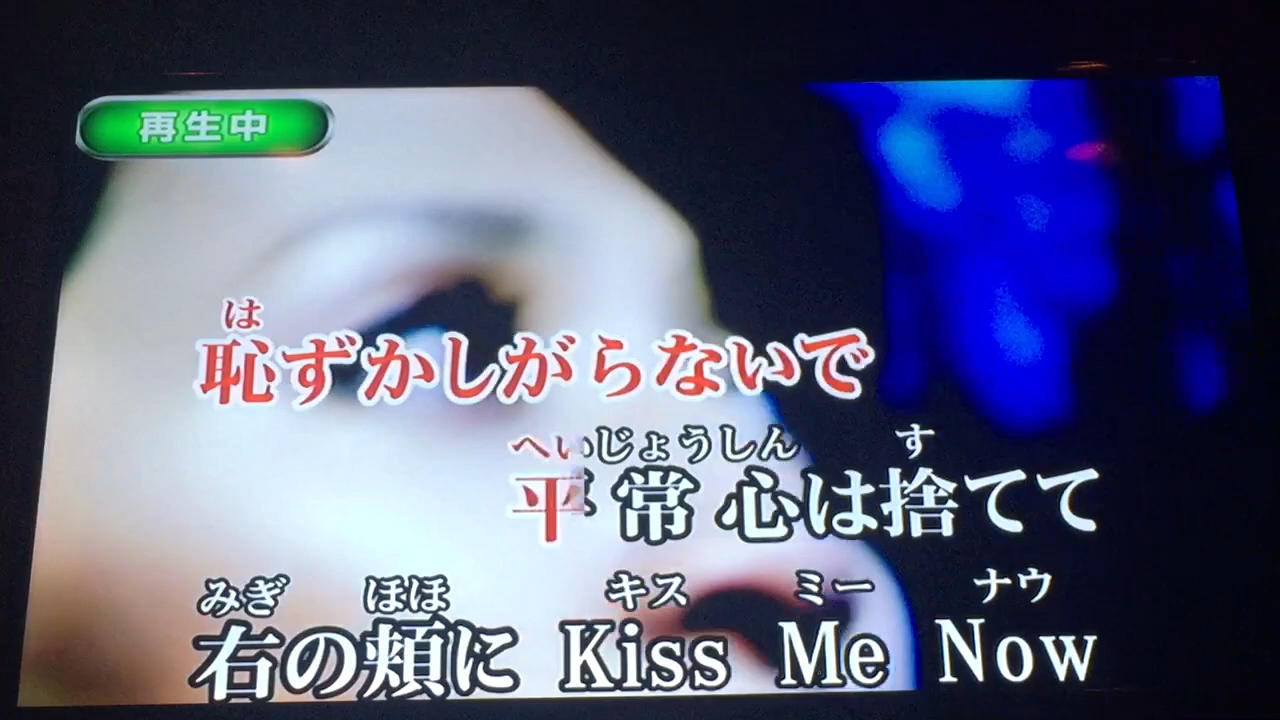 再生中
は
恥ずかしがらないで
へいじょうしん す
平常心は捨てて
みぎ ほほ キス ミー ナウ
右の頬に Kiss Me Now